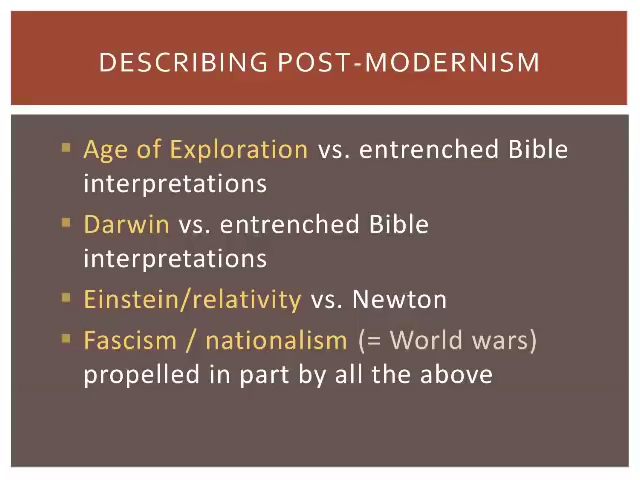 DESCRIBING POST-MODERNISM
Age of Exploration vs. entrenched Bible
interpretations
Darwin vs. entrenched Bible
interpretations
Einstein/relativity vs. Newton
Fascism / nationalism (= World wars)
propelled in part by all the above